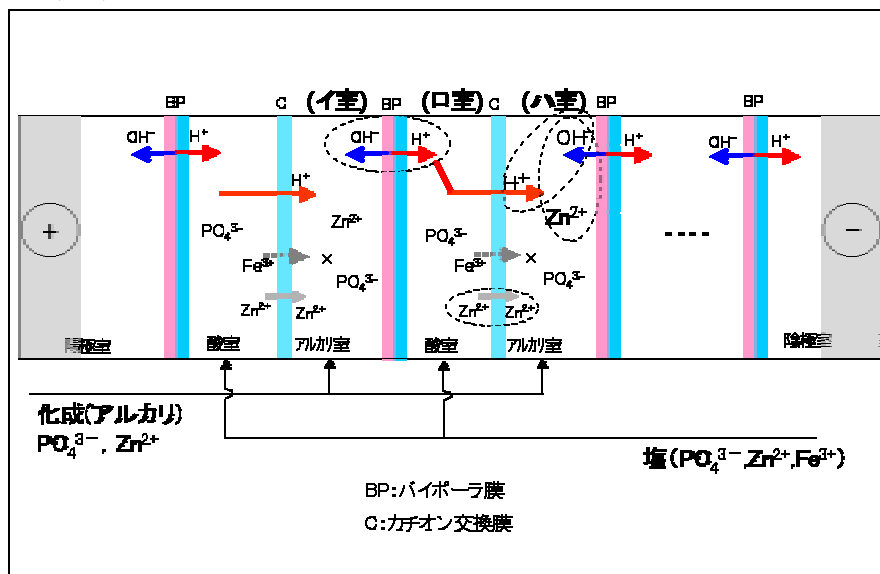 BP C (イ室) BP (ロ室) C (ハ室) BP BP
OH⁻ H⁺ OH⁻ H⁺ OH⁻ OH⁻ H⁺
H⁺ H⁺
+ PO₄³⁻ Zn²⁺ PO₄³⁻ Zn²⁺ −
Fe³⁺ × PO₄³⁻ Fe³⁺ × PO₄³⁻
Zn²⁺ Zn²⁺ Zn²⁺ Zn²⁺
陽極室 酸室 アルカリ室 酸室 アルカリ室 陰極室
化成(アルカリ)
PO₄³⁻, Zn²⁺
塩(PO₄³⁻,Zn²⁺,Fe³⁺)
BP:バイポーラ膜
C:カチオン交換膜